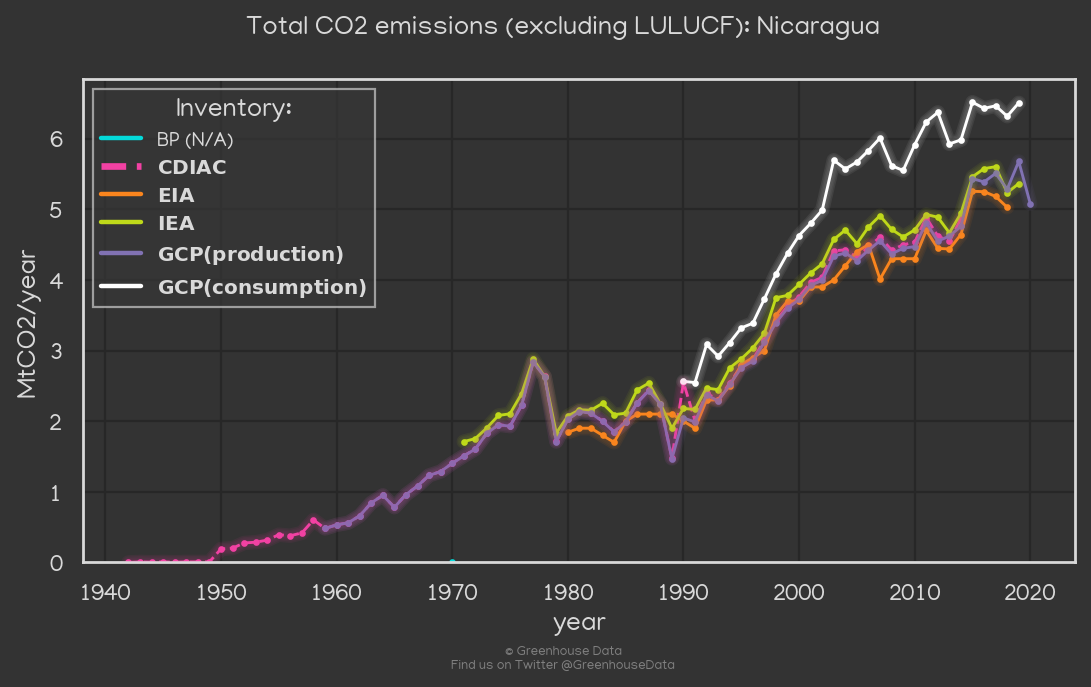 Total CO2 emissions (excluding LULUCF): Nicaragua
Inventory:
BP (N/A)
CDIAC
EIA
IEA
GCP(production)
GCP(consumption)
MtCO2/year
6
5
4
3
2
1
0
1940 1950 1960 1970 1980 1990 2000 2010 2020
year
© Greenhouse Data
Find us on Twitter @GreenhouseData